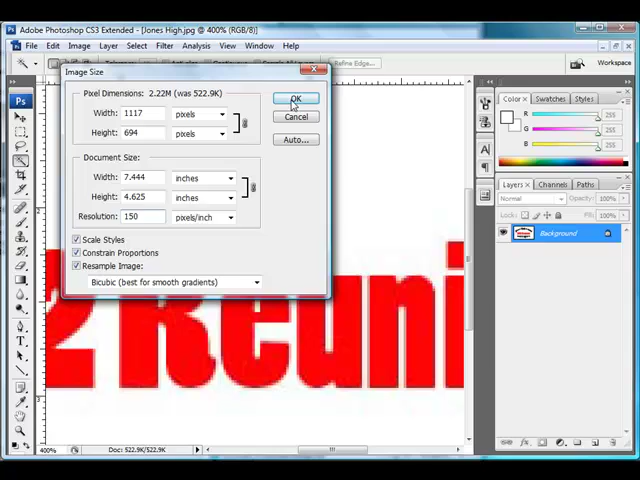 Adobe Photoshop CS3 Extended - [Jones High.jpg @ 400% (RGB/8)]
File Edit Image Layer Select Filter Analysis View Window Help
Refine Edge...
Workspace
Image Size
Pixel Dimensions: 2.22M (was 522.9K)
Width: 1117 pixels
Height: 694 pixels
OK
Cancel
Auto...
Document Size:
Width: 7.444 inches
Height: 4.625 inches
Resolution: 150 pixels/inch
Scale Styles
Constrain Proportions
Resample Image:
Bicubic (best for smooth gradients)
Ps
Color Swatches Styles
R 255
G 255
B 255
Layers Channels Paths
Normal Opacity: 100%
Lock: Fill: 100%
Background
2 Reuni
400% Doc: 522.9K/522.9K